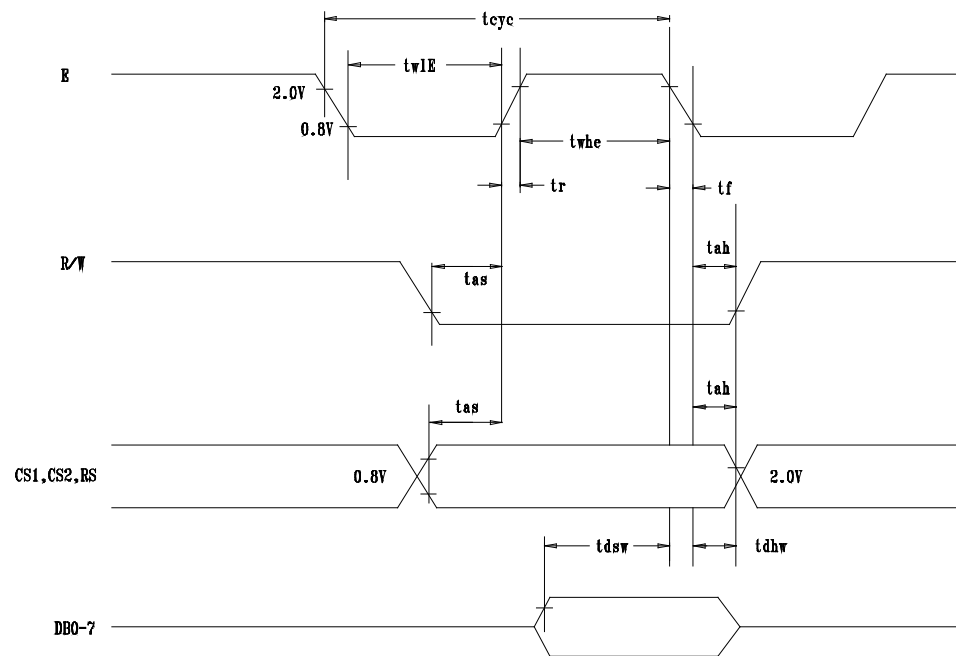 tcyc
E
tw1E
2.0V
0.8V
twhe
tr
tf
R/W
tas
tah
tas
tah
CS1,CS2,RS
0.8V
2.0V
tdsw
tdhw
DB0-7